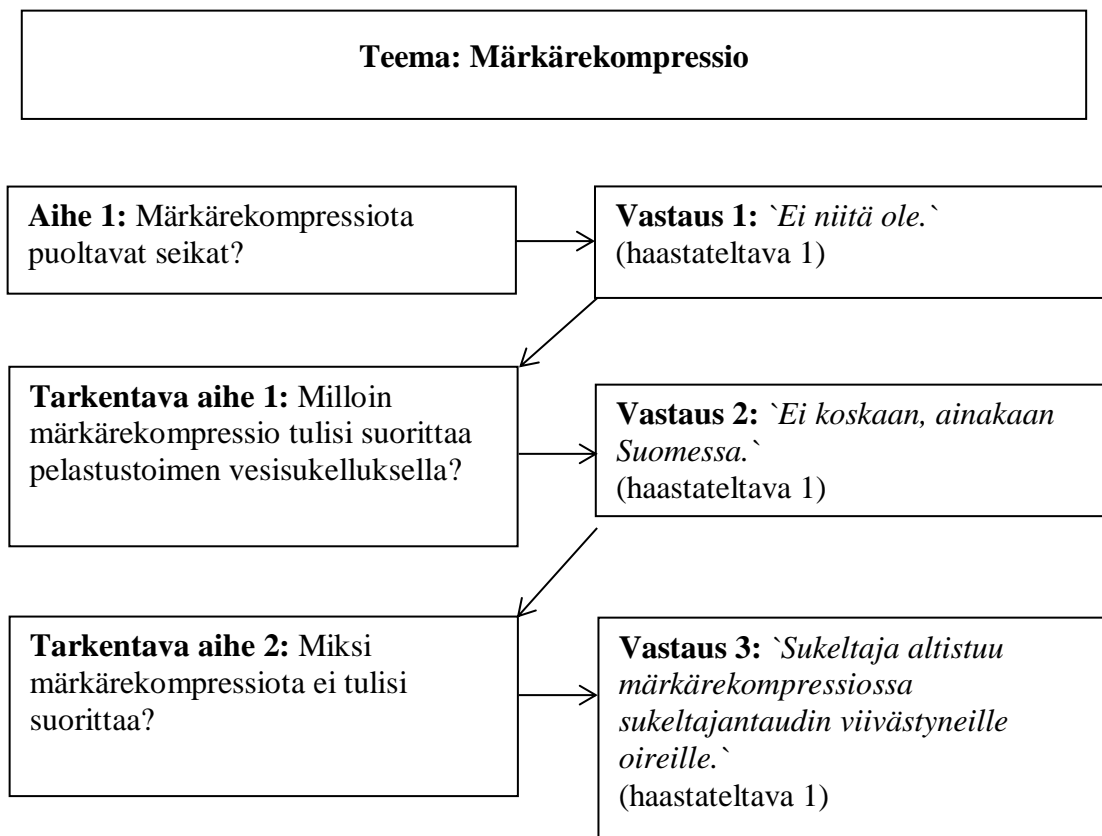 Teema: Märkärekompressio
Aihe 1: Märkärekompressiota
puoltavat seikat?
Vastaus 1: `Ei niitä ole.`
(haastateltava 1)
Tarkentava aihe 1: Milloin
märkärekompressio tulisi suorittaa
pelastustoimen vesisukelluksella?
Vastaus 2: `Ei koskaan, ainakaan
Suomessa.`
(haastateltava 1)
Tarkentava aihe 2: Miksi
märkärekompressiota ei tulisi
suorittaa?
Vastaus 3: `Sukeltaja altistuu
märkärekompressiossa
sukeltajantaudin viivästyneille
oireille.`
(haastateltava 1)